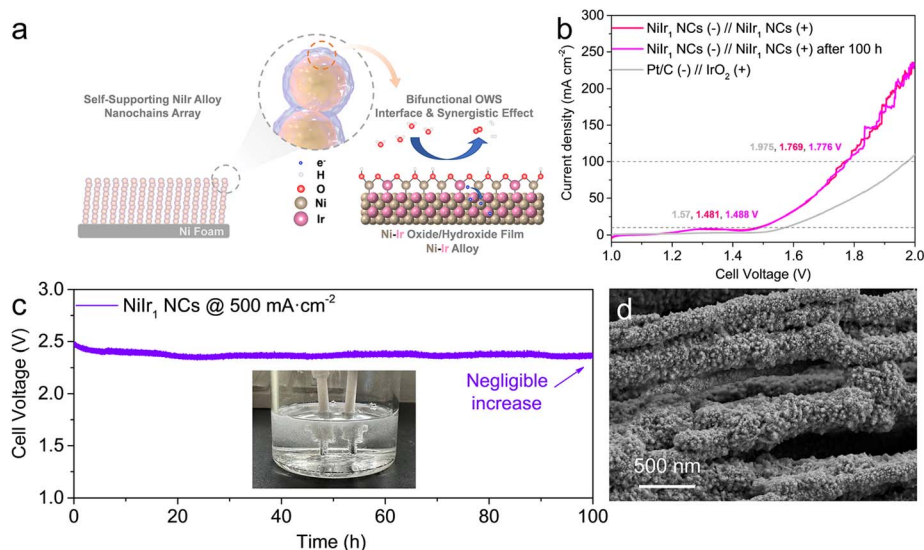 a
Self-Supporting NiIr Alloy
Nanochains Array
Ni Foam
Bifunctional OWS
Interface & Synergistic Effect
e-
H
O
Ni
Ir
Ni-Ir Oxide/Hydroxide Film
Ni-Ir Alloy
b
Current density (mA cm-2)
300
250
200
150
100
50
0
NiIr1 NCs (-) // NiIr1 NCs (+)
NiIr1 NCs (-) // NiIr1 NCs (+) after 100 h
Pt/C (-) // IrO2 (+)
1.975, 1.769, 1.776 V
1.57, 1.481, 1.488 V
1.0 1.2 1.4 1.6 1.8 2.0
Cell Voltage (V)
c
Cell Voltage (V)
3.0
2.5
2.0
1.5
1.0
NiIr1 NCs @ 500 mA·cm-2
Negligible
increase
0 20 40 60 80 100
Time (h)
d
500 nm